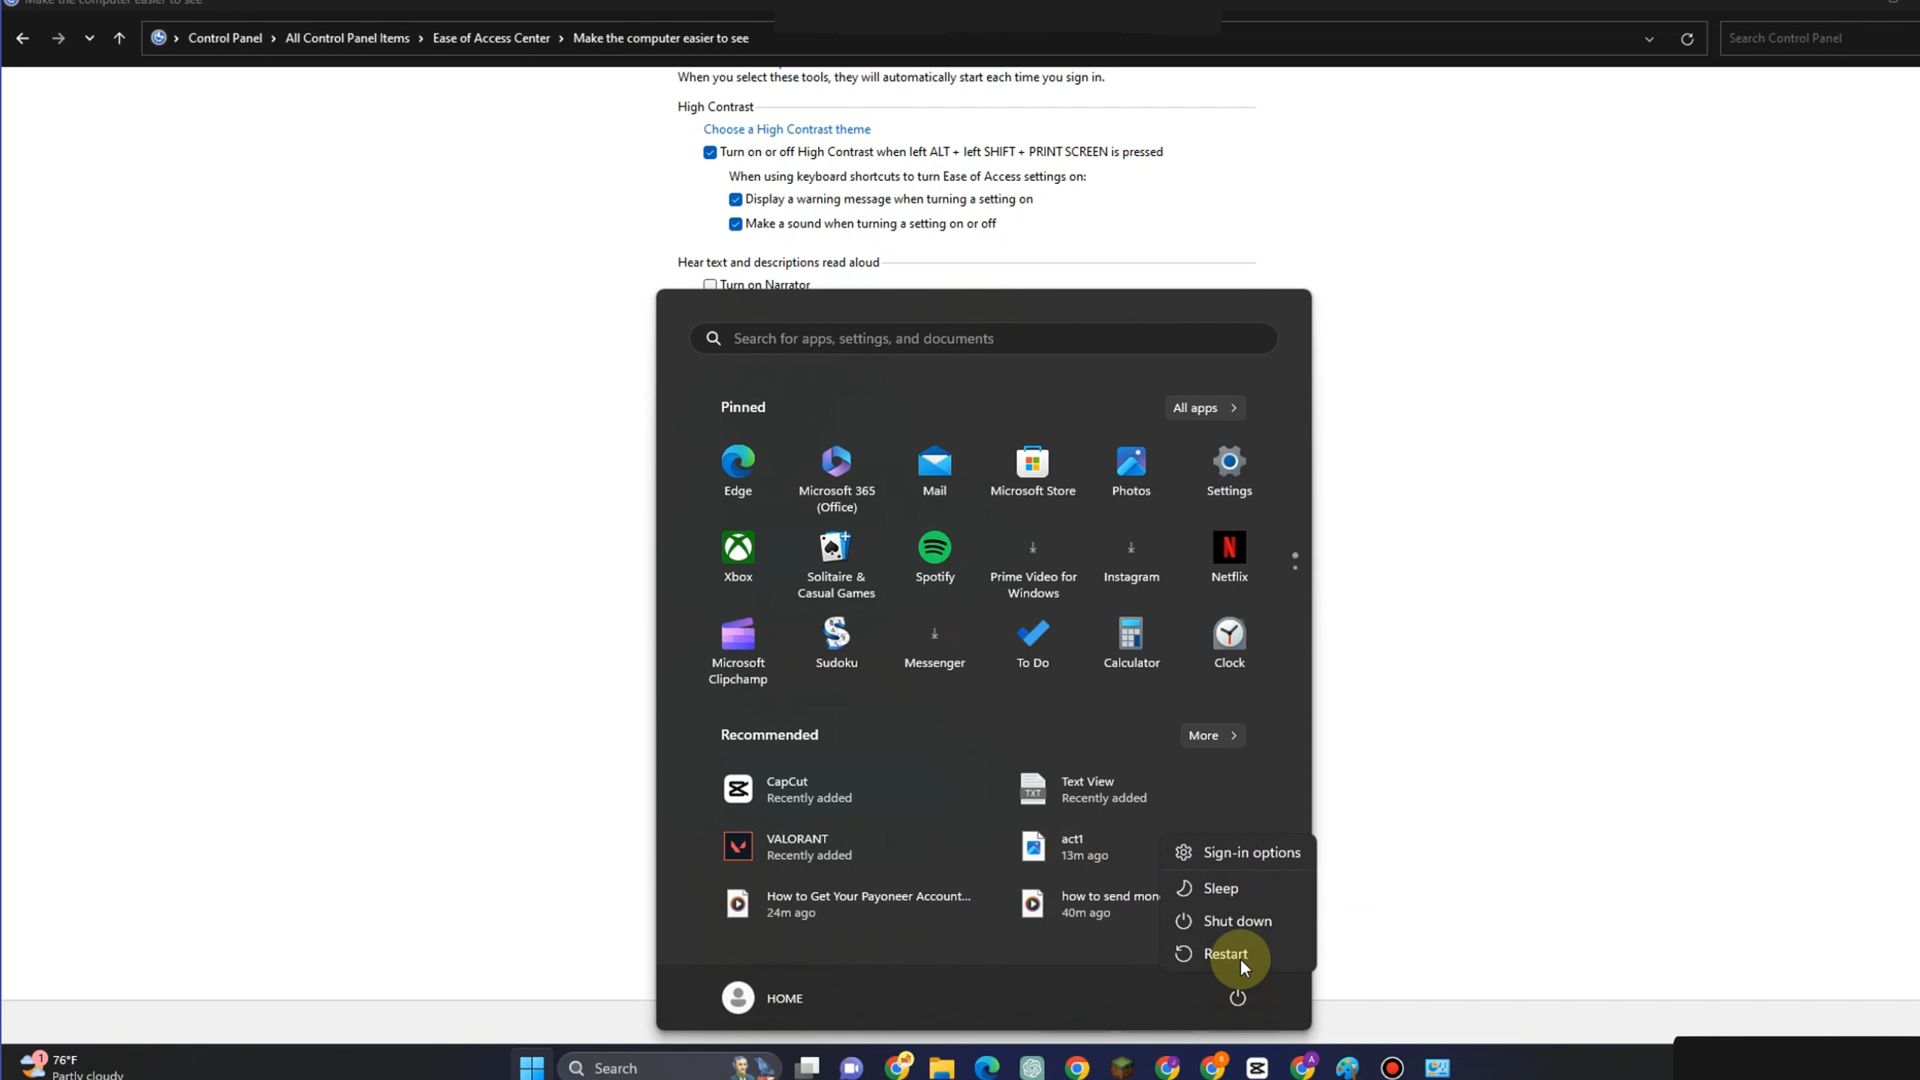 Make the computer easier to see
Control Panel > All Control Panel Items > Ease of Access Center > Make the computer easier to see
Search Control Panel
When you select these tools, they will automatically start each time you sign in.
High Contrast
Choose a High Contrast theme
Turn on or off High Contrast when left ALT + left SHIFT + PRINT SCREEN is pressed
When using keyboard shortcuts to turn Ease of Access settings on:
Display a warning message when turning a setting on
Make a sound when turning a setting on or off
Hear text and descriptions read aloud
Turn on Narrator
Search for apps, settings, and documents
Pinned
All apps >
Edge
Microsoft 365
(Office)
Mail
Microsoft Store
Photos
Settings
Xbox
Solitaire &
Casual Games
Spotify
Prime Video for
Windows
Instagram
Netflix
Microsoft
Clipchamp
Sudoku
Messenger
To Do
Calculator
Clock
Recommended
More >
CapCut
Recently added
Text View
Recently added
TXT
VALORANT
Recently added
act1
13m ago
How to Get Your Payoneer Account...
24m ago
how to send mon
40m ago
Sign-in options
Sleep
Shut down
Restart
HOME
1
76°F
Partly cloudy
Search